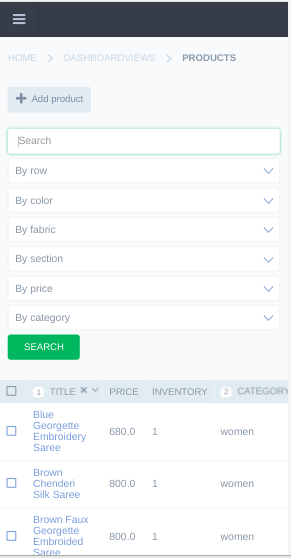 HOME > DASHBOARDVIEWS > PRODUCTS
+ Add product
Search
By row
By color
By fabric
By section
By price
By category
SEARCH
1 TITLE PRICE INVENTORY 2 CATEGORY
Blue
Georgette
Embroidery
Saree
680.0 1 women
Brown
Chenderi
Silk Saree
800.0 1 women
Brown Faux
Georgette
Embroided
Saree
800.0 1 women